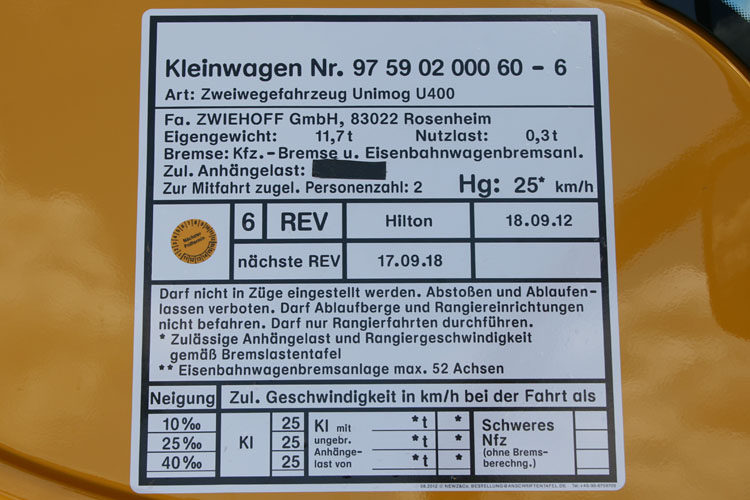 Kleinwagen Nr. 97 59 02 000 60 - 6
Art: Zweiwegefahrzeug Unimog U400
Fa. ZWIEHOFF GmbH, 83022 Rosenheim
Eigengewicht: 11,7t Nutzlast: 0,3t
Bremse: Kfz.-Bremse u. Eisenbahnwagenbremsanl.
Zul. Anhängelast:
Zur Mitfahrt zugel. Personenzahl: 2 Hg: 25* km/h
Nächster Prüftermin
6 REV Hilton 18.09.12
nächste REV 17.09.18
Darf nicht in Züge eingestellt werden. Abstoßen und Ablaufen-
lassen verboten. Darf Ablaufberge und Rangiereinrichtungen
nicht befahren. Darf nur Rangierfahrten durchführen.
* Zulässige Anhängelast und Rangiergeschwindigkeit
gemäß Bremslastentafel
** Eisenbahnwagenbremsanlage max. 52 Achsen
Neigung Zul. Geschwindigkeit in km/h bei der Fahrt als
10‰ 25 KI mit *t * Schweres
25‰ KI 25 ungebr. *t * Nfz
Anhänge- (ohne Brems-
40‰ 25 last von *t * berechng.)